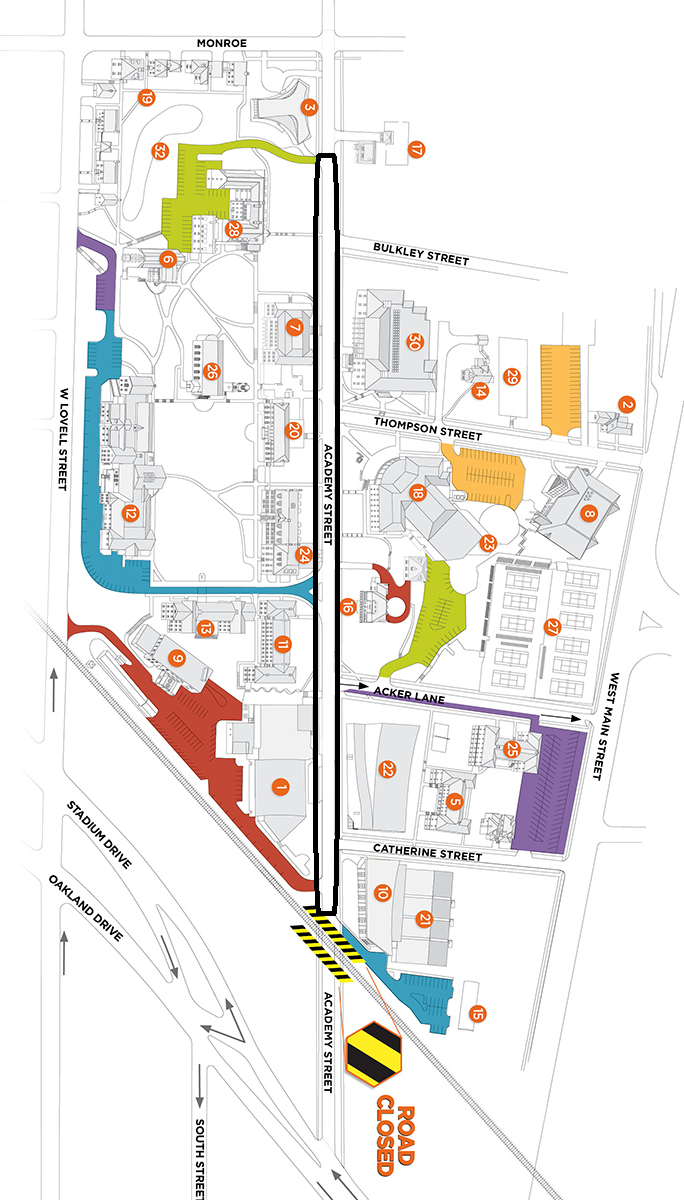 MONROE
3
19
17
32
28
6
BULKLEY STREET
7
30
26
14
29
2
20
THOMPSON STREET
W LOVELL STREET
ACADEMY STREET
18
8
12
23
24
16
27
13
11
9
ACKER LANE
WEST MAIN STREET
25
1
22
5
STADIUM DRIVE
CATHERINE STREET
OAKLAND DRIVE
10
21
15
ACADEMY STREET
ROAD
CLOSED
SOUTH STREET